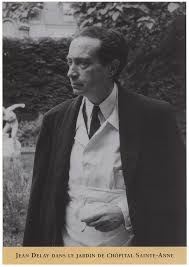 JEAN DELAY DANS LE JARDIN DE L'HÔPITAL SAINTE-ANNE